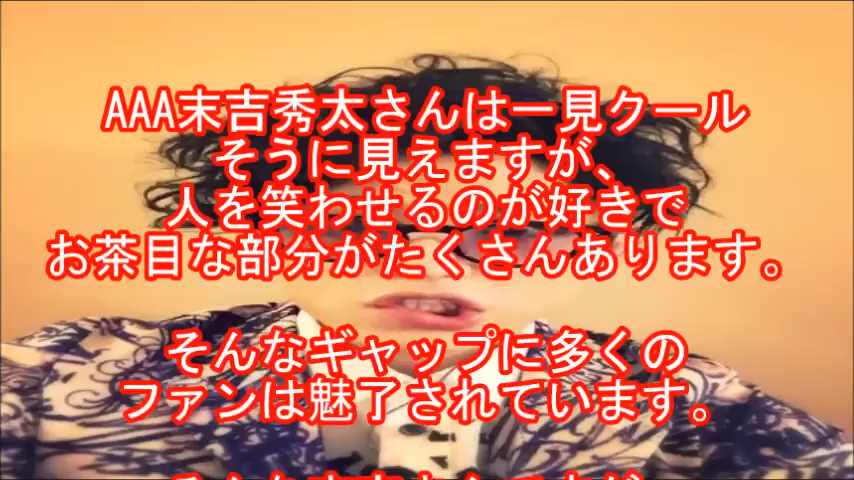 AAA末吉秀太さんは一見クール
そうに見えますが、
人を笑わせるのが好きで
お茶目な部分がたくさんあります。
そんなギャップに多くの
ファンは魅了されています。